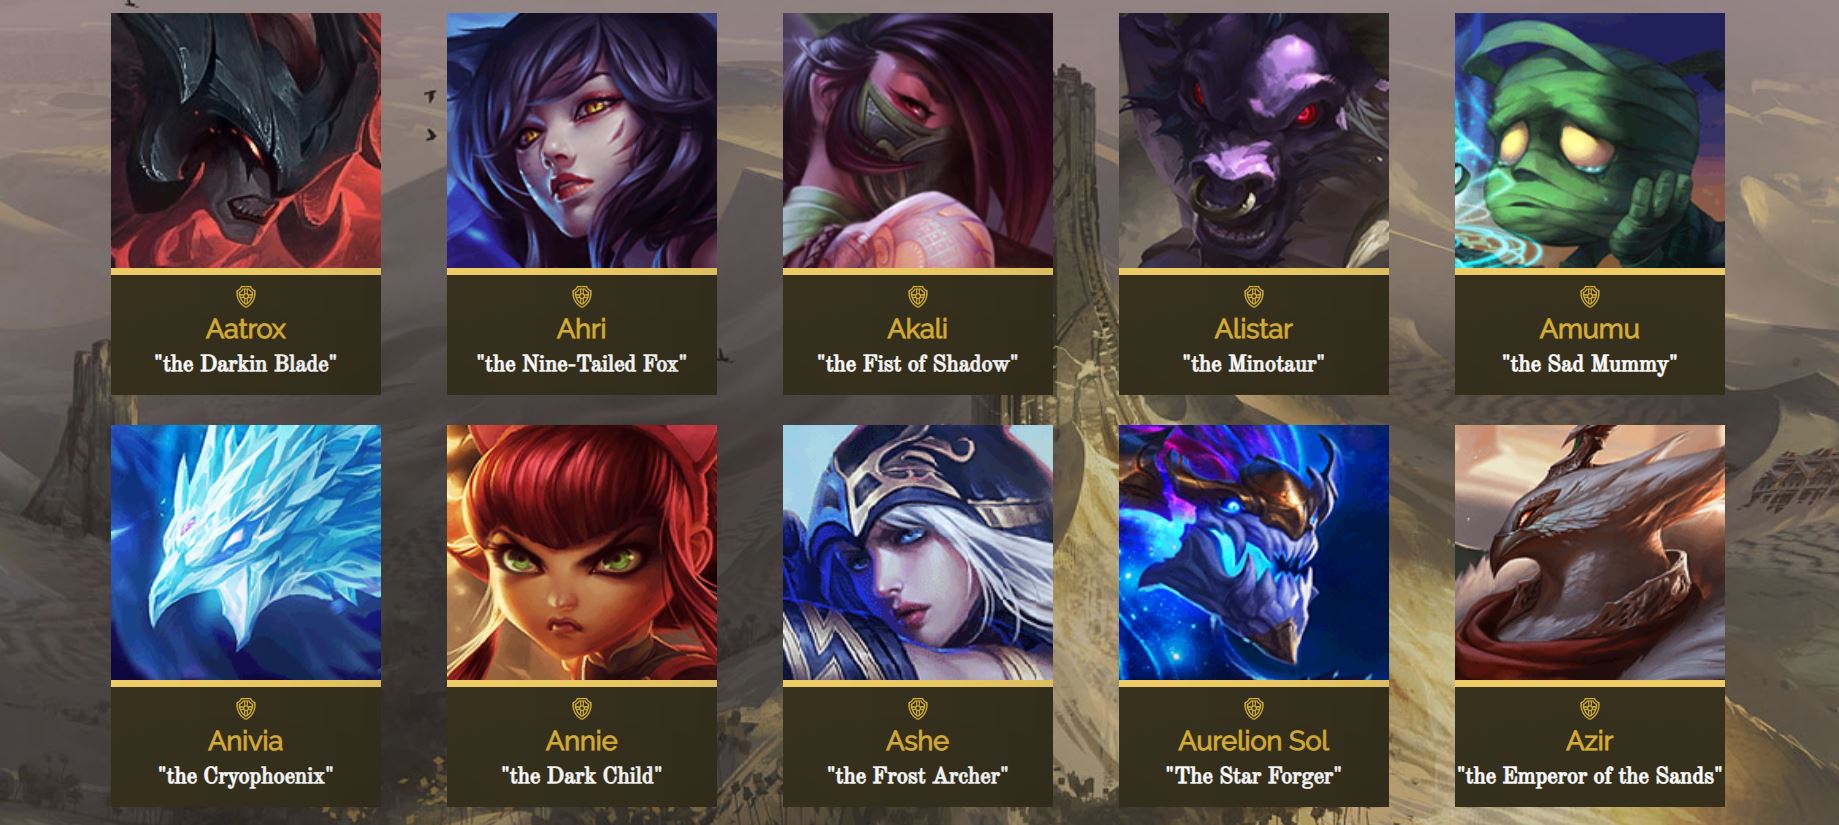 Aatrox
"the Darkin Blade"
Ahri
"the Nine-Tailed Fox"
Akali
"the Fist of Shadow"
Alistar
"the Minotaur"
Amumu
"the Sad Mummy"
Anivia
"the Cryophoenix"
Annie
"the Dark Child"
Ashe
"the Frost Archer"
Aurelion Sol
"The Star Forger"
Azir
"the Emperor of the Sands"